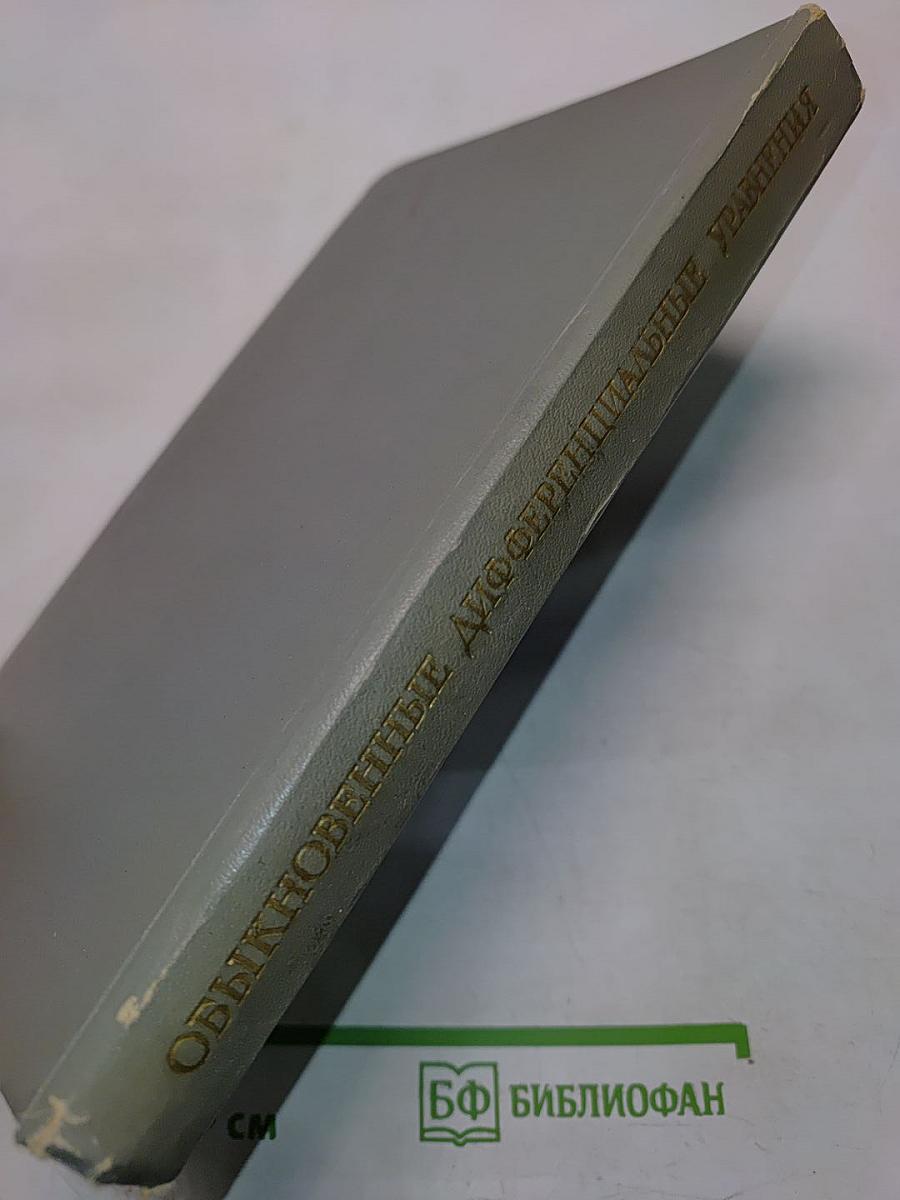 ОБЫКНОВЕННЫЕ ДИФФЕРЕНЦИАЛЬНЫЕ УРАВНЕНИЯ
БФ БИБЛИОФАН
см